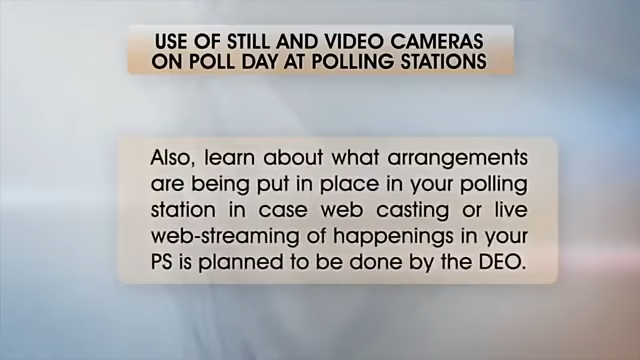 USE OF STILL AND VIDEO CAMERAS
ON POLL DAY AT POLLING STATIONS
Also, learn about what arrangements
are being put in place in your polling
station in case web casting or live
web-streaming of happenings in your
PS is planned to be done by the DEO.